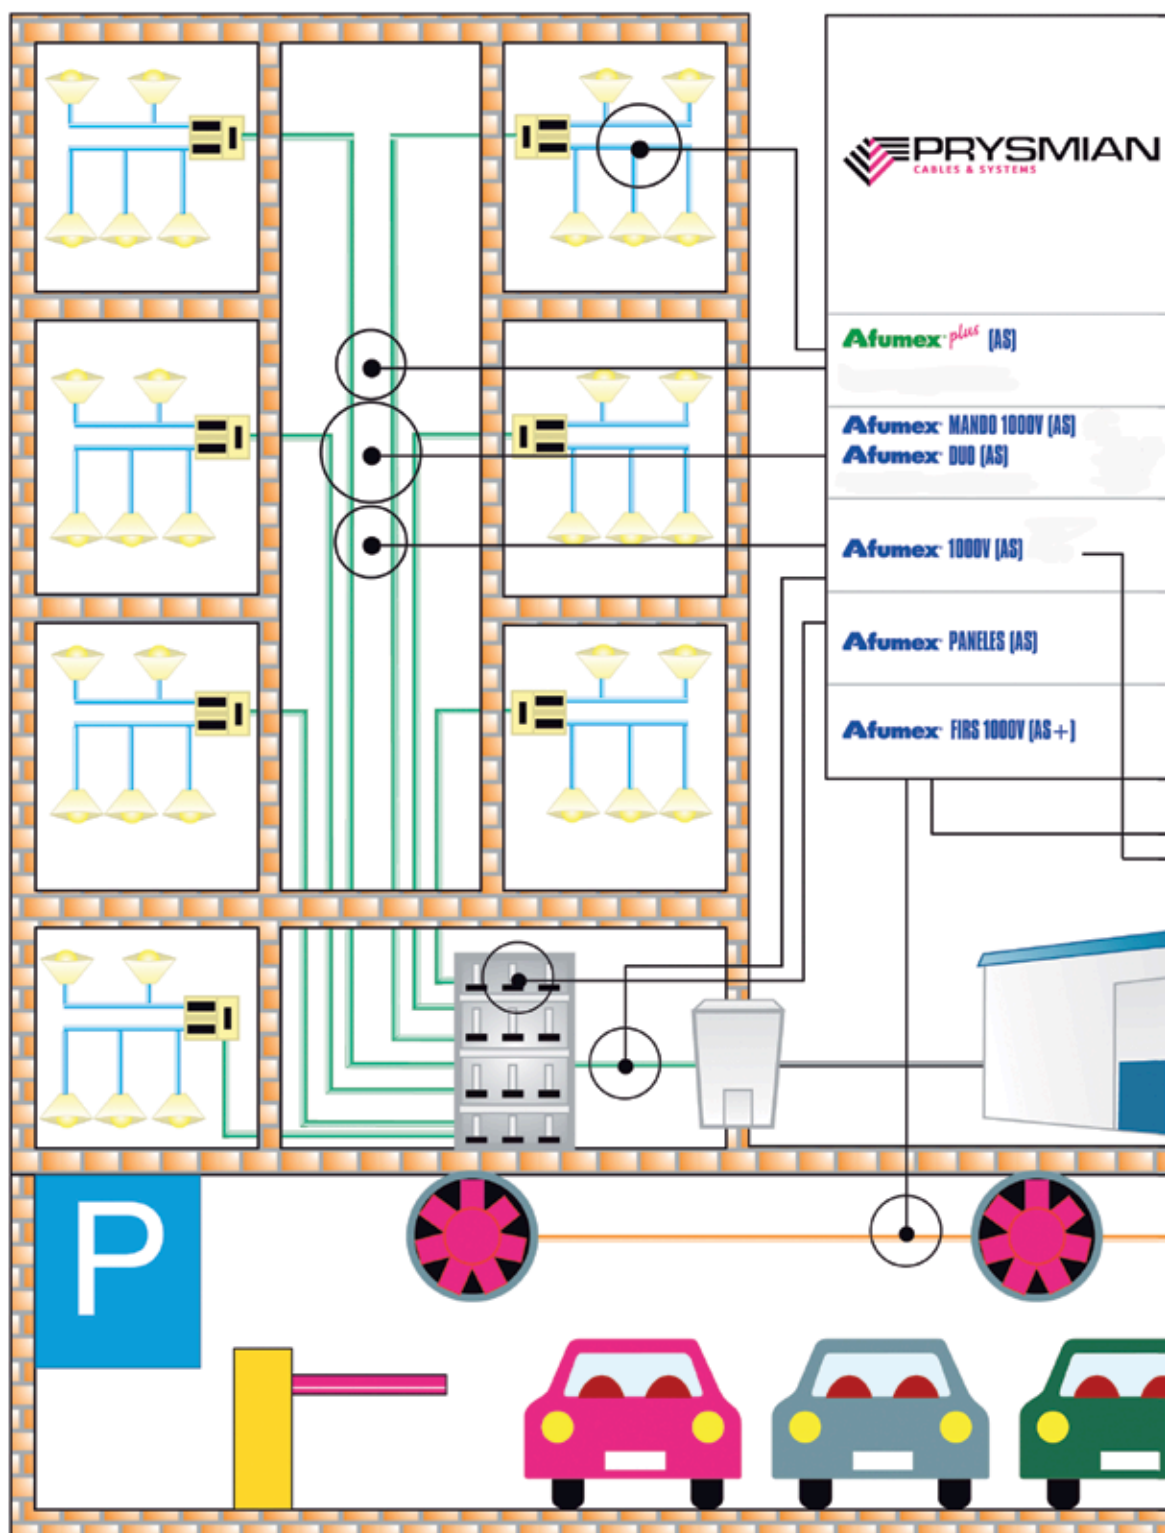 PRYSMIAN
CABLES & SYSTEMS
Afumex plus (AS)
Afumex MANDO 1000V (AS)
Afumex DUO (AS)
Afumex 1000V (AS)
Afumex PANELES (AS)
Afumex FIRS 1000V (AS+)
P